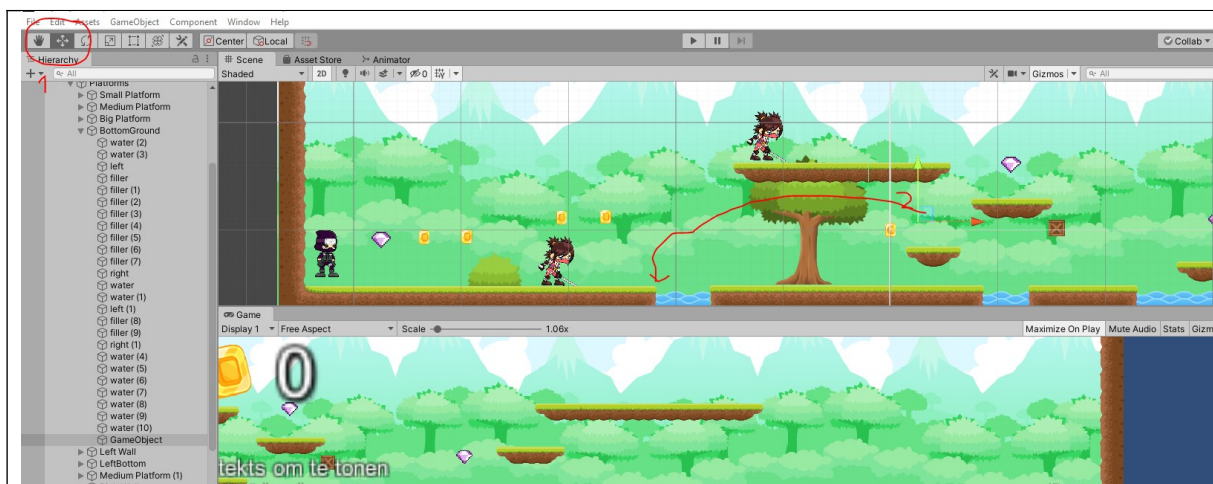 File Edit Assets GameObject Component Window Help
Center Local
Collab
1
Hierarchy
All
Platforms
Small Platform
Medium Platform
Big Platform
BottomGround
water (2)
water (3)
left
filler
filler (1)
filler (2)
filler (3)
filler (4)
filler (5)
filler (6)
filler (7)
right
water
water (1)
left (1)
filler (8)
filler (9)
right (1)
water (4)
water (5)
water (6)
water (7)
water (8)
water (9)
water (10)
GameObject
Left Wall
LeftBottom
Medium Platform (1)
Scene Asset Store Animator
Shaded 2D 0 Gizmos All
2
Game
Display 1 Free Aspect Scale 1.06x Maximize On Play Mute Audio Stats Gizm
0
tekts om te tonen